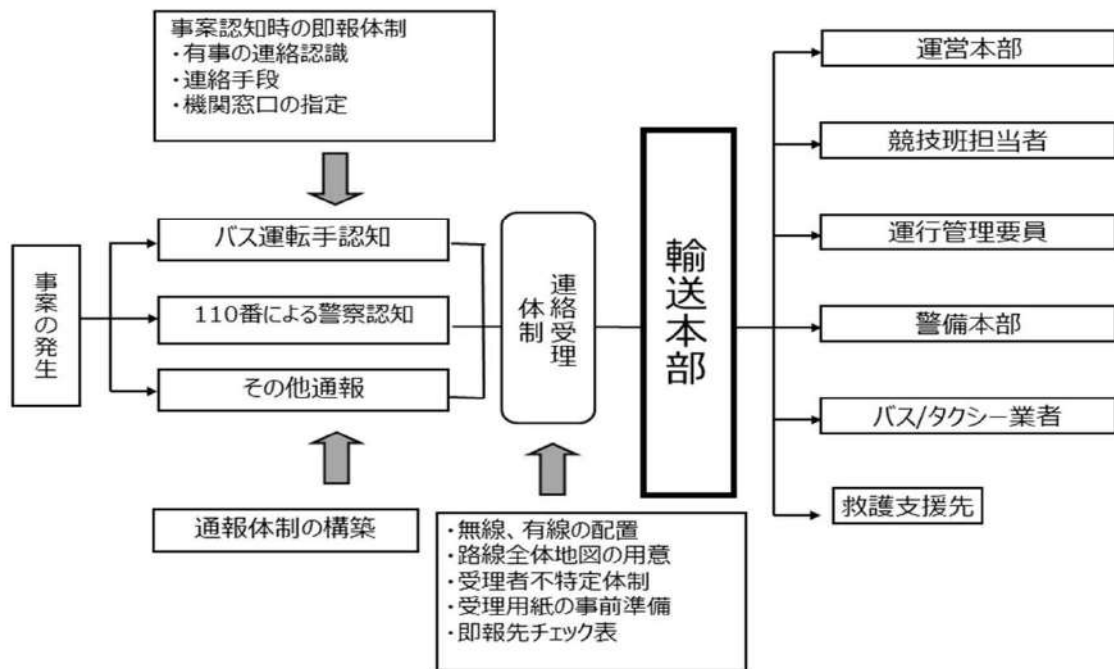 事案認知時の即報体制
・有事の連絡認識
・連絡手段
・機関窓口の指定
事案の発生
バス運転手認知
110番による警察認知
その他通報
通報体制の構築
連絡受理
体制
・無線、有線の配置
・路線全体地図の用意
・受理者不特定体制
・受理用紙の事前準備
・即報先チェック表
輸送本部
運営本部
競技班担当者
運行管理要員
警備本部
バス/タクシー業者
救護支援先